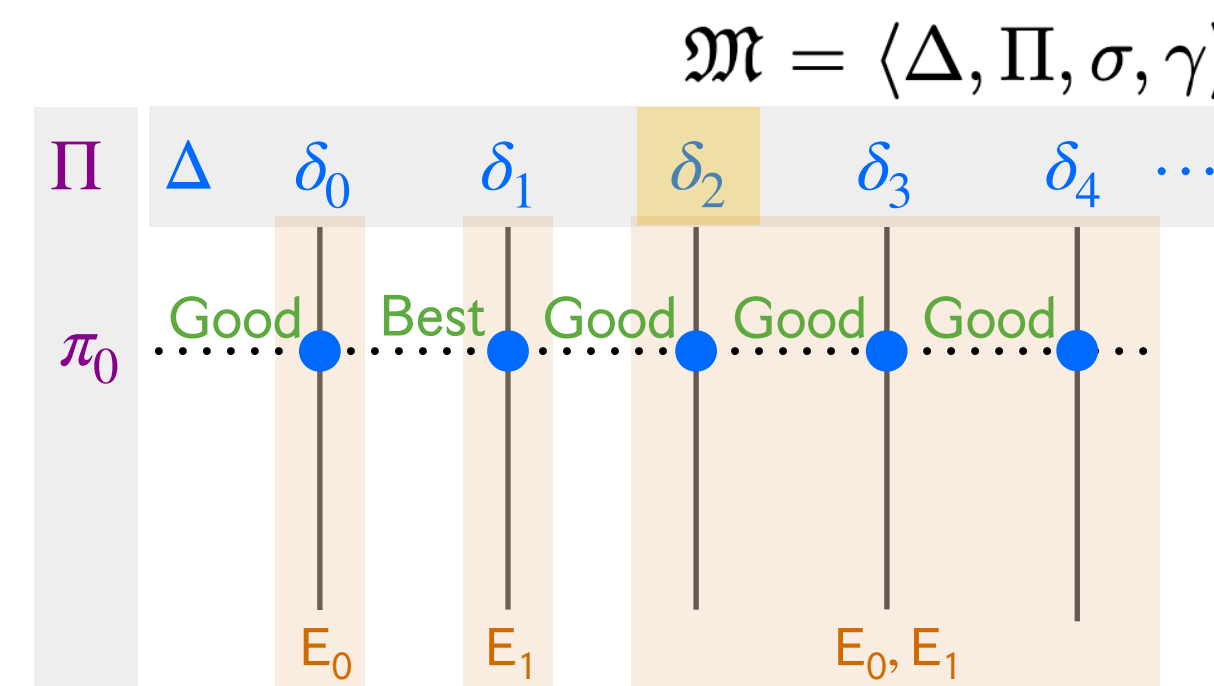 𝔐 = ⟨Δ, Π, σ, γ⟩
Π Δ δ₀ δ₁ δ₂ δ₃ δ₄ ⋯
Good Best Good Good Good
π₀
E₀ E₁ E₀, E₁